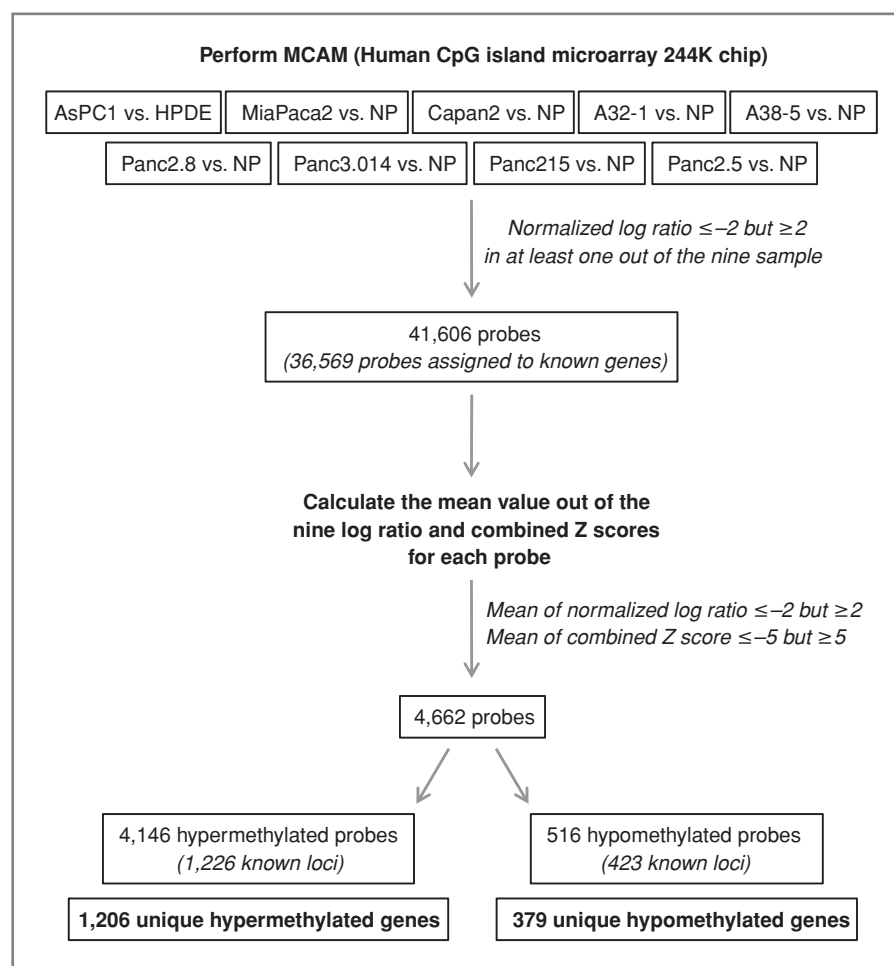 Perform MCAM (Human CpG island microarray 244K chip)
AsPC1 vs. HPDE
MiaPaca2 vs. NP
Capan2 vs. NP
A32-1 vs. NP
A38-5 vs. NP
Panc2.8 vs. NP
Panc3.014 vs. NP
Panc215 vs. NP
Panc2.5 vs. NP
Normalized log ratio ≤–2 but ≥2
in at least one out of the nine sample
41,606 probes
(36,569 probes assigned to known genes)
Calculate the mean value out of the
nine log ratio and combined Z scores
for each probe
Mean of normalized log ratio ≤–2 but ≥2
Mean of combined Z score ≤–5 but ≥5
4,662 probes
4,146 hypermethylated probes
(1,226 known loci)
516 hypomethylated probes
(423 known loci)
1,206 unique hypermethylated genes
379 unique hypomethylated genes